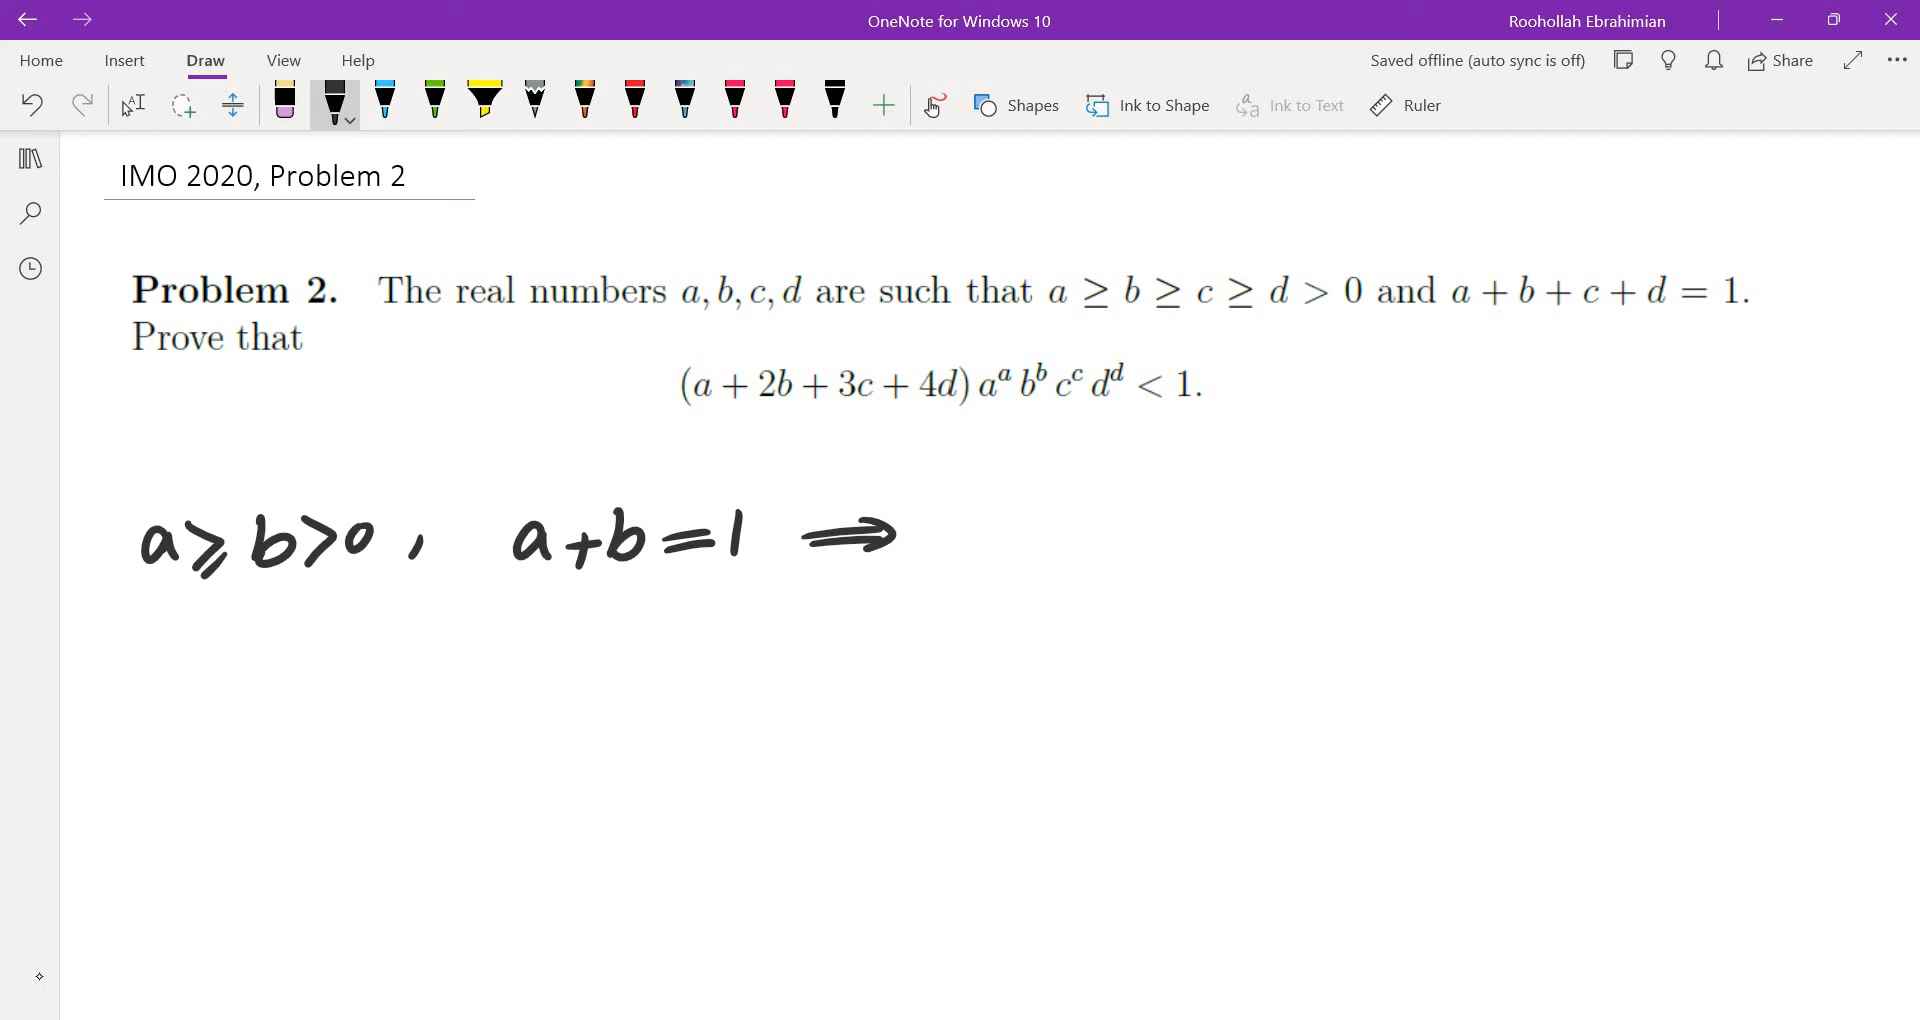 OneNote for Windows 10
Roohollah Ebrahimian
Home Insert Draw View Help
Saved offline (auto sync is off) Share
Shapes Ink to Shape Ink to Text Ruler
IMO 2020, Problem 2
Problem 2. The real numbers a, b, c, d are such that a ≥ b ≥ c ≥ d > 0 and a + b + c + d = 1.
Prove that
(a + 2b + 3c + 4d) a^a b^b c^c d^d < 1.
a ⩾ b > 0 , a + b = 1 ⟹